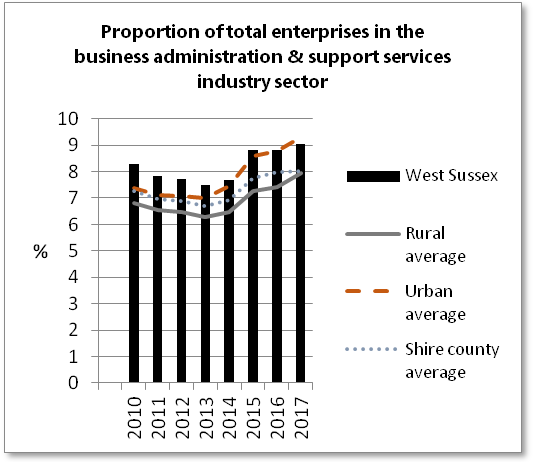 Proportion of total enterprises in the
business administration & support services
industry sector
10
9
8
7
6
5
4
3
2
1
0
%
2010
2011
2012
2013
2014
2015
2016
2017
West Sussex
Rural
average
Urban
average
Shire county
average